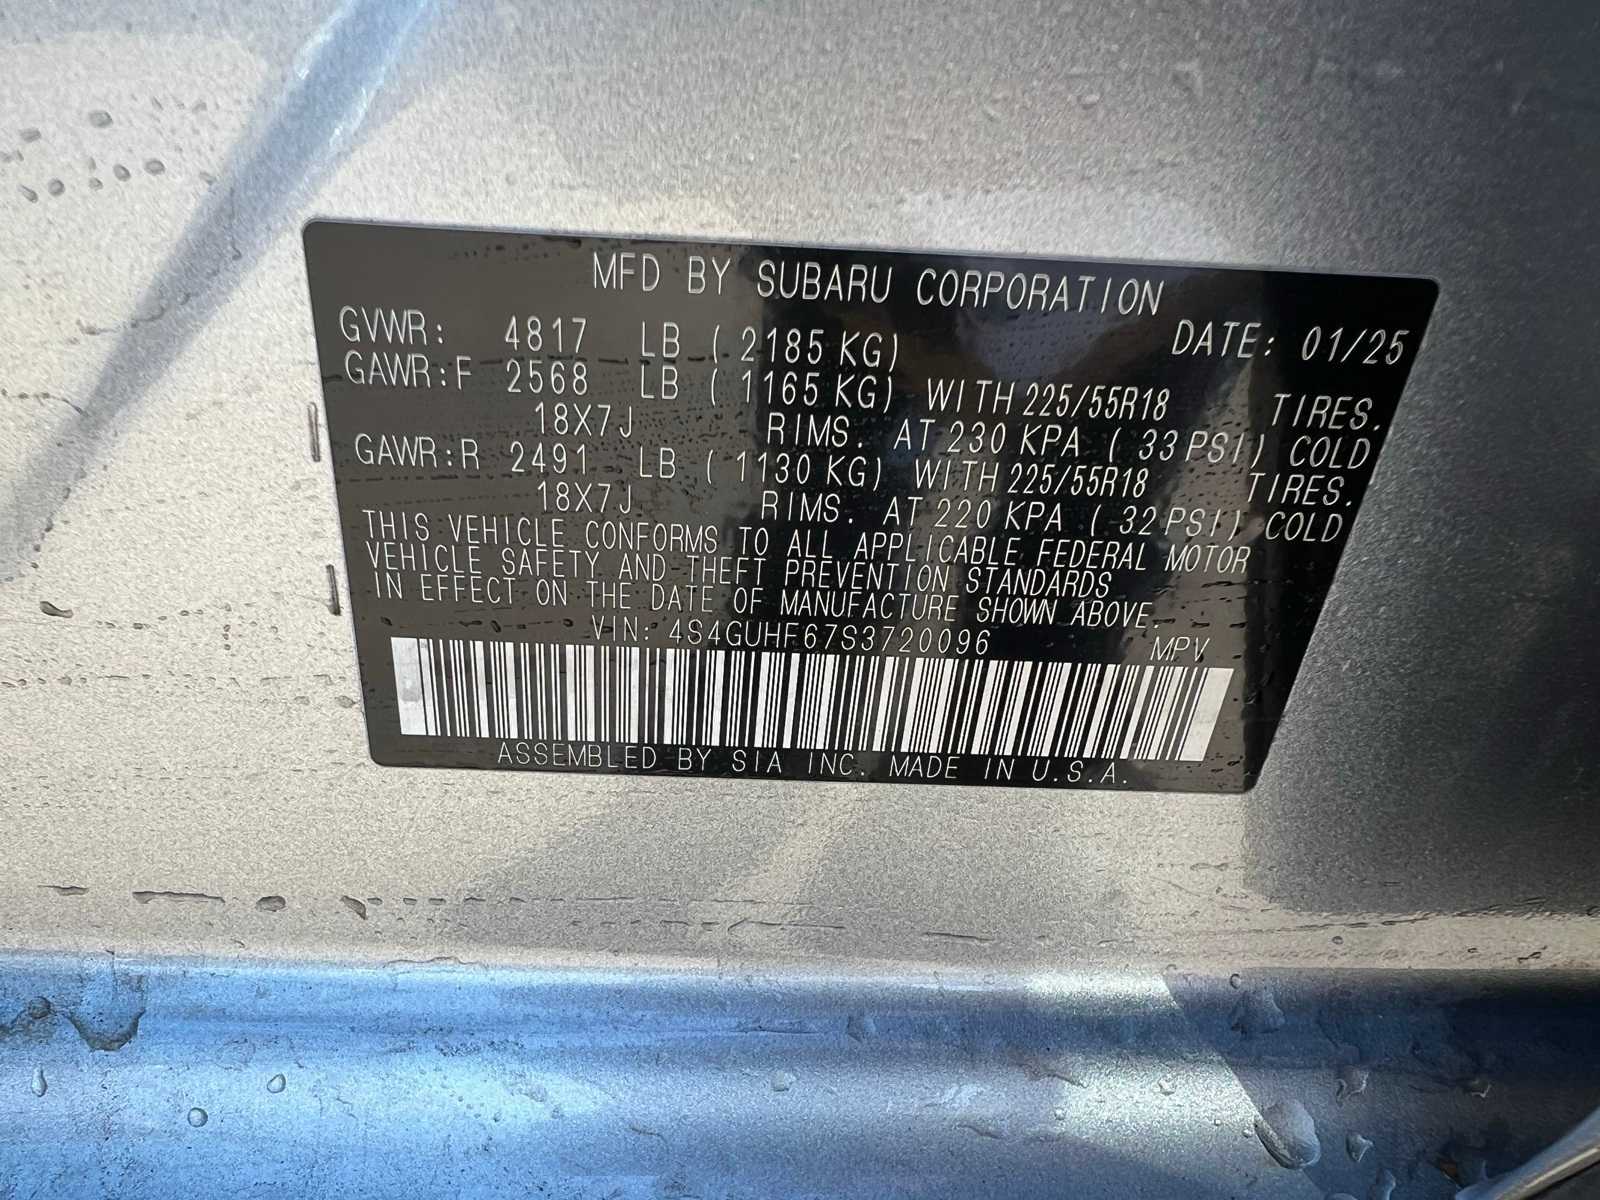 MFD BY SUBARU CORPORATION
GVWR: 4817 LB ( 2185 KG) DATE: 01/25
GAWR:F 2568 LB ( 1165 KG) WITH 225/55R18 TIRES.
18X7J RIMS. AT 230 KPA ( 33 PSI) COLD
GAWR:R 2491 LB ( 1130 KG) WITH 225/55R18 TIRES.
18X7J RIMS. AT 220 KPA ( 32 PSI) COLD
THIS VEHICLE CONFORMS TO ALL APPLICABLE FEDERAL MOTOR
VEHICLE SAFETY AND THEFT PREVENTION STANDARDS
IN EFFECT ON THE DATE OF MANUFACTURE SHOWN ABOVE.
VIN: 4S4GUHF67S3720096 MPV
ASSEMBLED BY SIA INC. MADE IN U.S.A.